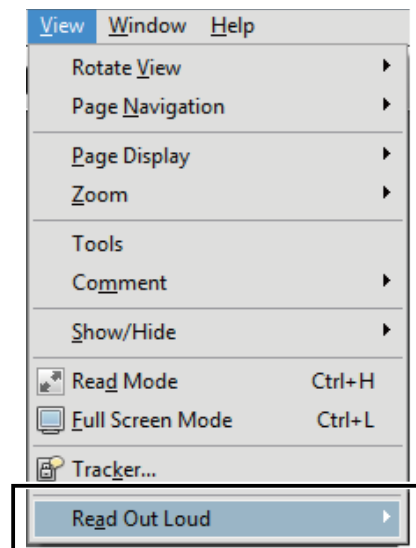 View Window Help
Rotate View
Page Navigation
Page Display
Zoom
Tools
Comment
Show/Hide
Read Mode Ctrl+H
Full Screen Mode Ctrl+L
Tracker...
Read Out Loud